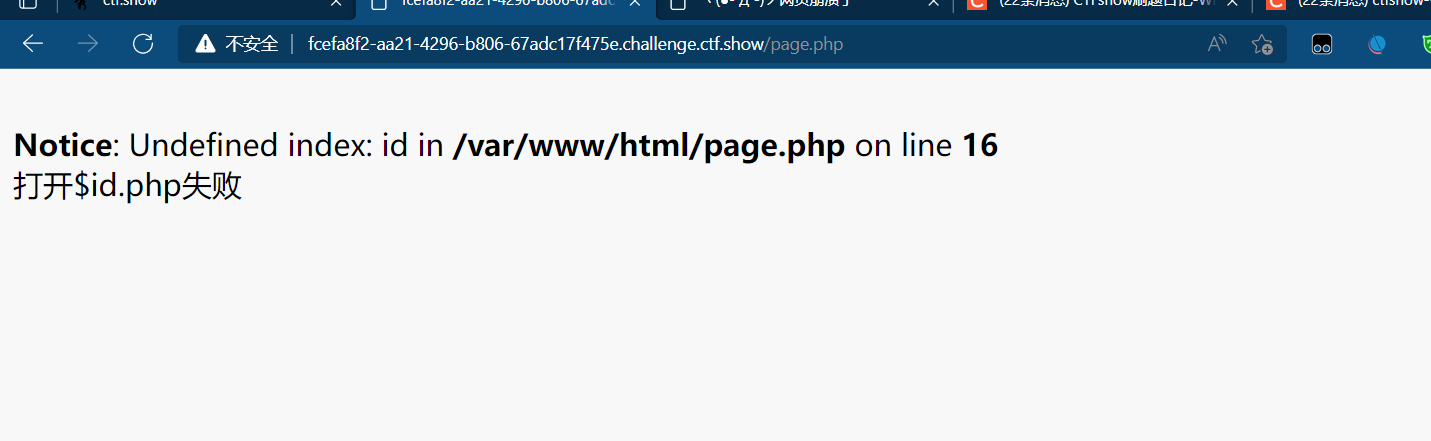 ctf.show
fcefa8f2-aa21-4296-b806-67adc
网页崩溃了
(22条消息) CTFshow刷题日记-W
(22条消息) ctfshow-
不安全 | fcefa8f2-aa21-4296-b806-67adc17f475e.challenge.ctf.show/page.php
Notice: Undefined index: id in /var/www/html/page.php on line 16
打开$id.php失败